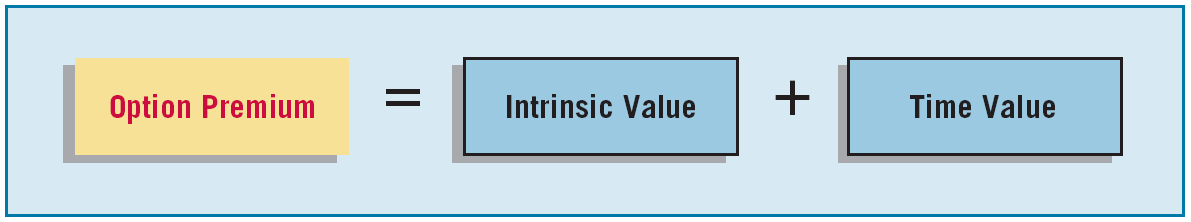 Option Premium = Intrinsic Value + Time Value